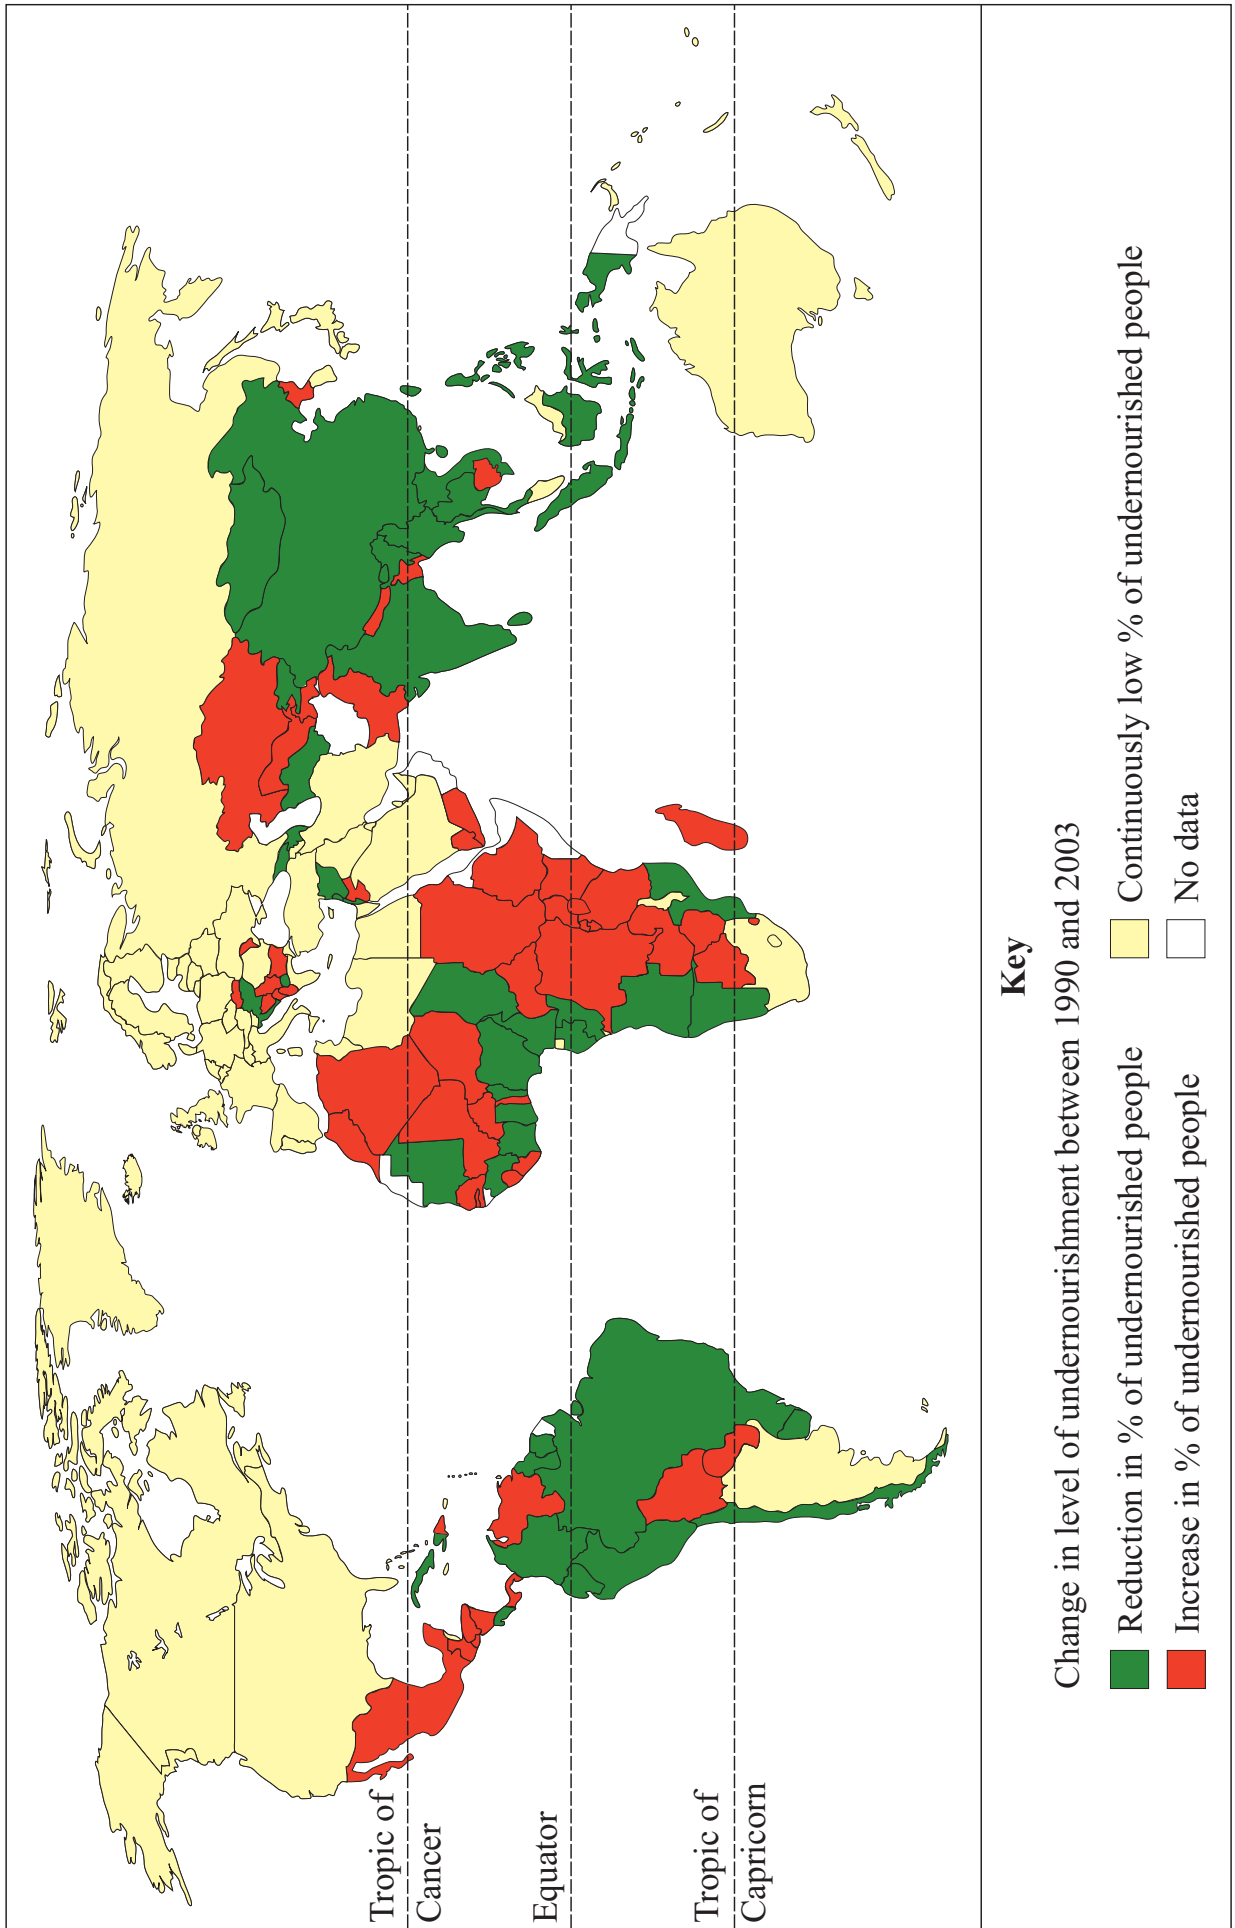 Tropic of
Cancer
Equator
Tropic of
Capricorn
Key
Change in level of undernourishment between 1990 and 2003
Reduction in % of undernourished people
Continuously low % of undernourished people
Increase in % of undernourished people
No data